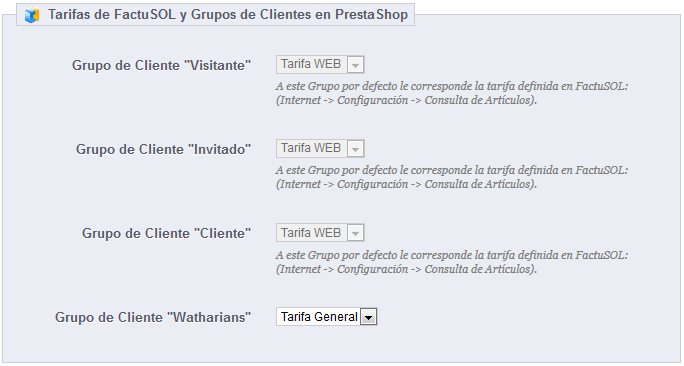 Tarifas de FactuSOL y Grupos de Clientes en PrestaShop
Grupo de Cliente "Visitante"
Tarifa WEB
A este Grupo por defecto le corresponde la tarifa definida en FactuSOL:
(Internet -> Configuración -> Consulta de Artículos).
Grupo de Cliente "Invitado"
Tarifa WEB
A este Grupo por defecto le corresponde la tarifa definida en FactuSOL:
(Internet -> Configuración -> Consulta de Artículos).
Grupo de Cliente "Cliente"
Tarifa WEB
A este Grupo por defecto le corresponde la tarifa definida en FactuSOL:
(Internet -> Configuración -> Consulta de Artículos).
Grupo de Cliente "Watharians"
Tarifa General